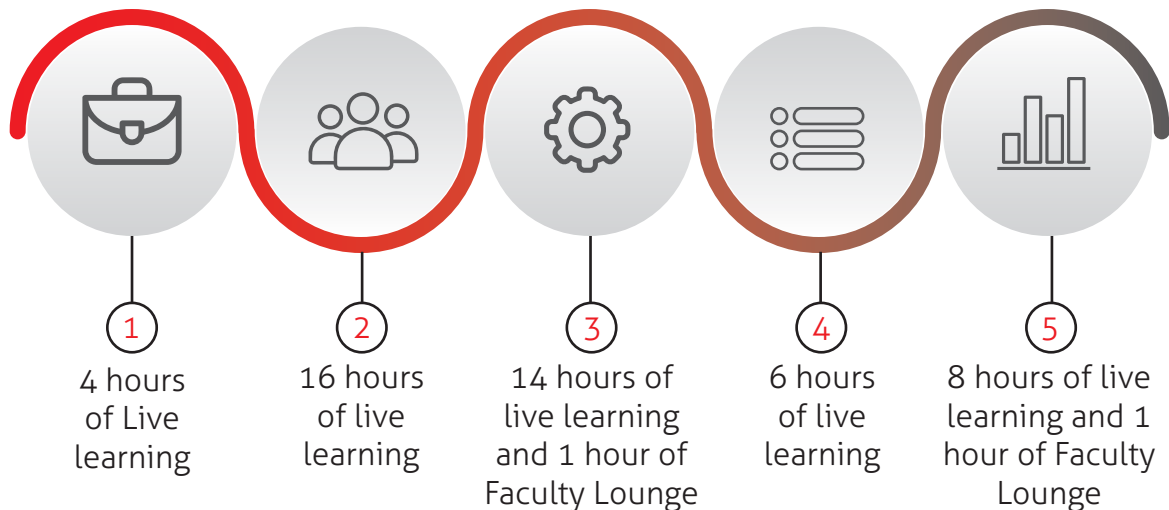 1
4 hours
of Live
learning
2
16 hours
of live
learning
3
14 hours of
live learning
and 1 hour of
Faculty Lounge
4
6 hours
of live
learning
5
8 hours of live
learning and 1
hour of Faculty
Lounge